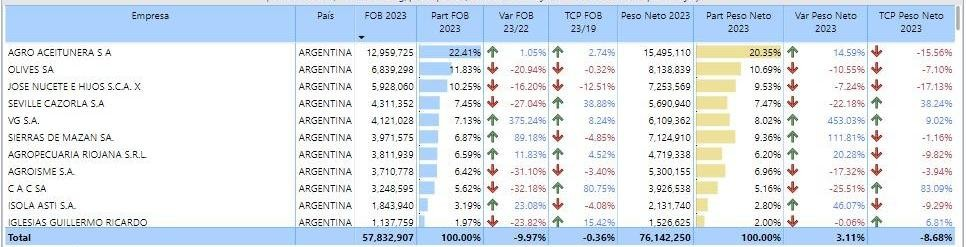 Empresa País FOB 2023 Part FOB 2023 Var FOB 23/22 TCP FOB 23/19 Peso Neto 2023 Part Peso Neto 2023 Var Peso Neto 2023 TCP Peso Neto 2023
AGRO ACEITUNERA S A ARGENTINA 12,959,725 22.41% 1.05% 2.74% 15,495,110 20.35% 14.59% -15.56%
OLIVES SA ARGENTINA 6,839,298 11.83% -20.94% -0.32% 8,138,839 10.69% -10.55% -7.10%
JOSE NUCETE E HIJOS S.C.A. X ARGENTINA 5,928,060 10.25% -16.20% -12.51% 7,253,569 9.53% -7.24% -17.13%
SEVILLE CAZORLA S.A ARGENTINA 4,311,352 7.45% -27.04% 38.88% 5,690,940 7.47% -22.18% 38.24%
VG S.A. ARGENTINA 4,121,028 7.13% 375.24% 8.24% 6,109,362 8.02% 453.03% 9.02%
SIERRAS DE MAZAN SA. ARGENTINA 3,971,575 6.87% 89.18% -4.85% 7,124,910 9.36% 111.81% -1.16%
AGROPECUARIA RIOJANA S.R.L. ARGENTINA 3,811,939 6.59% 11.83% 4.52% 4,719,338 6.20% 20.28% -9.82%
AGROISME S.A. ARGENTINA 3,710,778 6.42% -31.10% -3.40% 5,300,155 6.96% -17.32% -3.94%
C A C SA ARGENTINA 3,248,595 5.62% -32.18% 80.75% 3,926,538 5.16% -25.51% 83.09%
ISOLA ASTI S.A. ARGENTINA 1,843,940 3.19% 23.08% -4.08% 2,131,740 2.80% 46.07% -9.29%
IGLESIAS GUILLERMO RICARDO ARGENTINA 1,137,759 1.97% -23.82% 15.42% 1,526,625 2.00% -0.06% 6.81%
Total 57,832,907 100.00% -9.97% -0.36% 76,142,250 100.00% 3.11% -8.68%